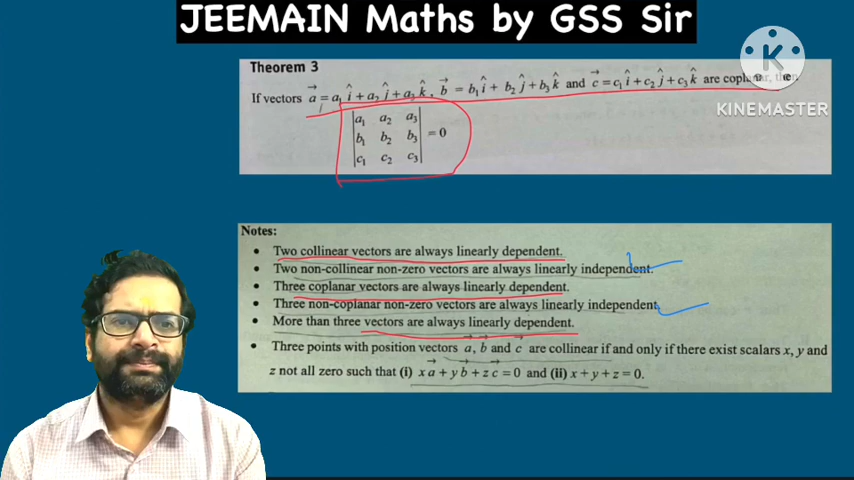 JEEMAIN Maths by GSS Sir
K
KINEMASTER
Theorem 3
If vectors a⃗ = a₁ î + a₂ ĵ + a₃ k̂, b⃗ = b₁ î + b₂ ĵ + b₃ k̂ and c⃗ = c₁ î + c₂ ĵ + c₃ k̂ are coplanar, then
|a₁ a₂ a₃|
|b₁ b₂ b₃| = 0
|c₁ c₂ c₃|
Notes:
• Two collinear vectors are always linearly dependent.
• Two non-collinear non-zero vectors are always linearly independent.
• Three coplanar vectors are always linearly dependent.
• Three non-coplanar non-zero vectors are always linearly independent.
• More than three vectors are always linearly dependent.
• Three points with position vectors a⃗, b⃗ and c⃗ are collinear if and only if there exist scalars x, y and
z not all zero such that (i) x a⃗ + y b⃗ + z c⃗ = 0 and (ii) x + y + z = 0.